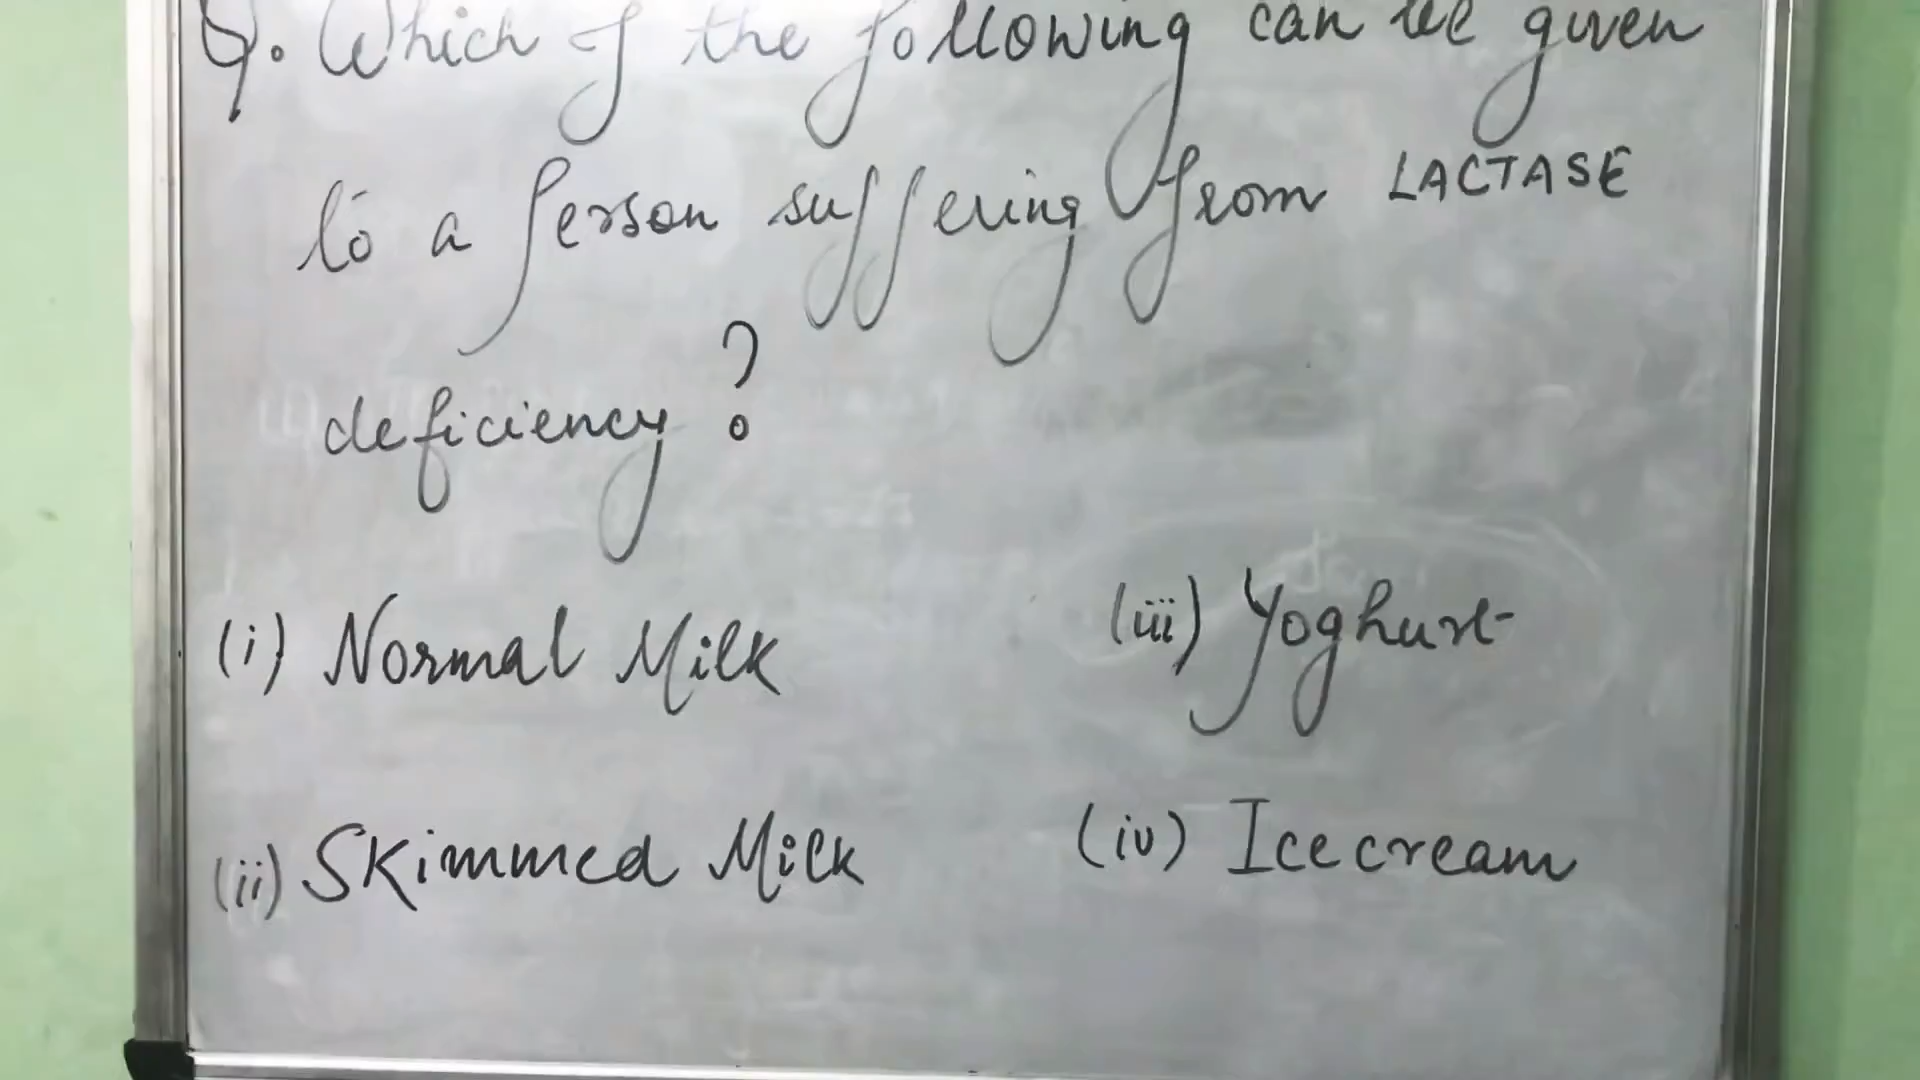 Q. Which of the following can be given
to a person suffering from LACTASE
deficiency?
(i) Normal Milk
(iii) Yoghurt
(ii) Skimmed Milk
(iv) Icecream